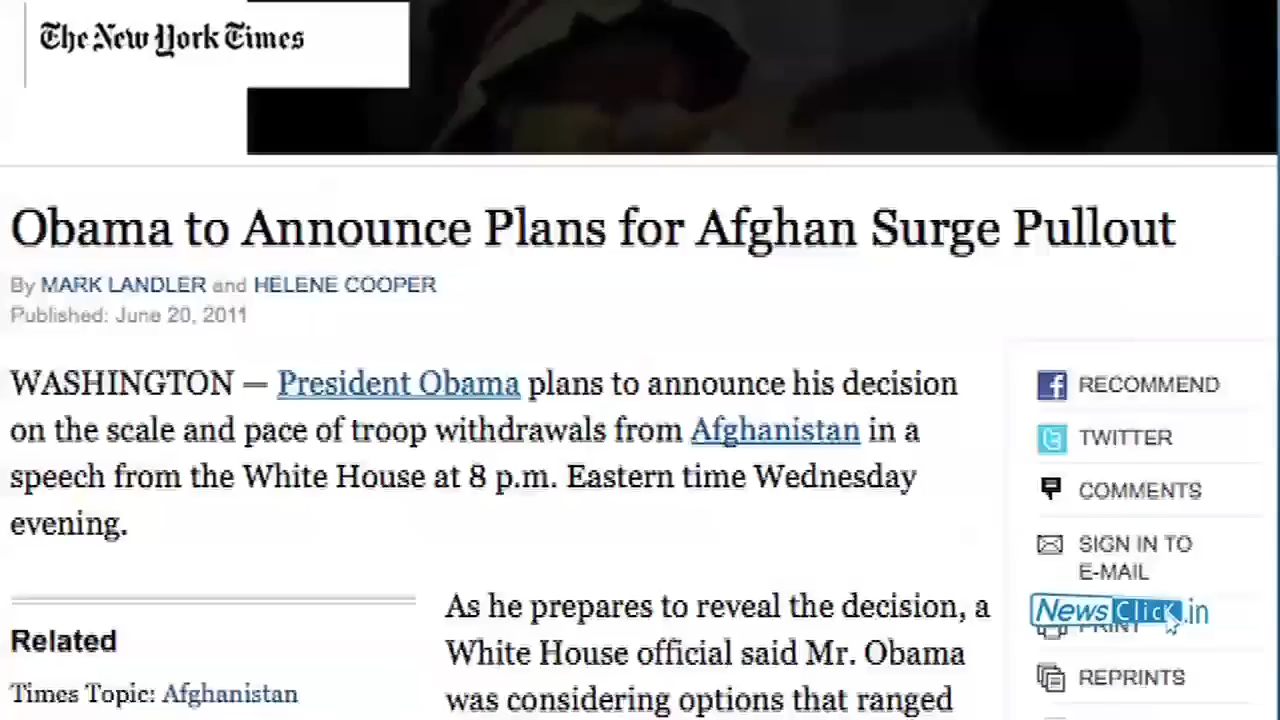 The New York Times
Obama to Announce Plans for Afghan Surge Pullout
By MARK LANDLER and HELENE COOPER
Published: June 20, 2011
WASHINGTON — President Obama plans to announce his decision
on the scale and pace of troop withdrawals from Afghanistan in a
speech from the White House at 8 p.m. Eastern time Wednesday
evening.
Related
Times Topic: Afghanistan
As he prepares to reveal the decision, a
White House official said Mr. Obama
was considering options that ranged
RECOMMEND
TWITTER
COMMENTS
SIGN IN TO
E-MAIL
NewsClick.in
PRINT
REPRINTS